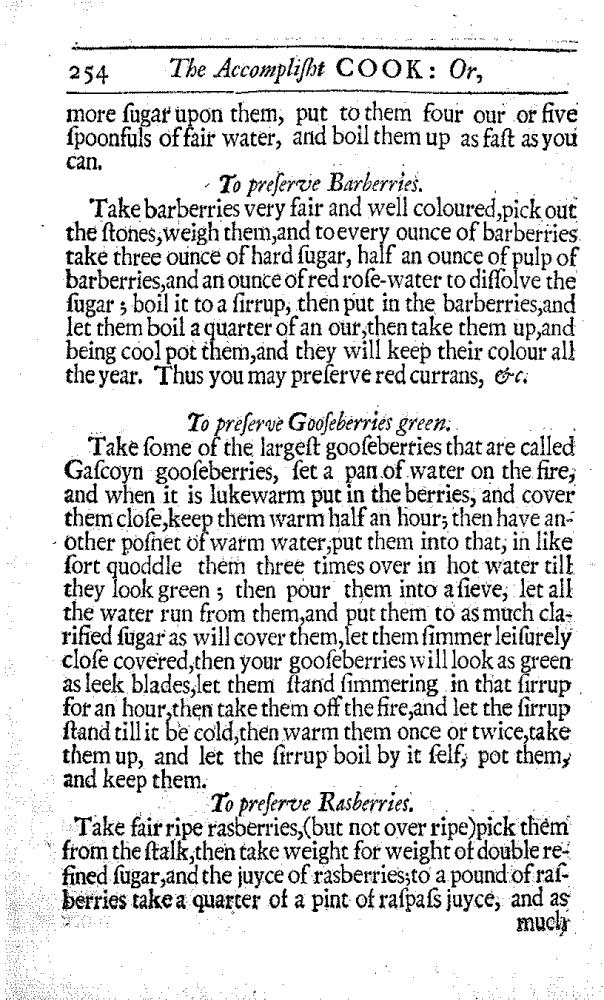 254 The Accompliſht COOK: Or,
more ſugar upon them, put to them four our or five
ſpoonfuls of fair water, and boil them up as faſt as you
can.
To preſerve Barberries.
Take barberries very fair and well coloured, pick out
the ſtones, weigh them, and to every ounce of barberries
take three ounce of hard ſugar, half an ounce of pulp of
barberries, and an ounce of red roſe-water to diſſolve the
ſugar; boil it to a ſirrup, then put in the barberries, and
let them boil a quarter of an our, then take them up, and
being cool pot them, and they will keep their colour all
the year. Thus you may preſerve red currans, &c.
To preſerve Gooſeberries green.
Take ſome of the largeſt gooſeberries that are called
Gaſcoyn gooſeberries, ſet a pan of water on the fire,
and when it is lukewarm put in the berries, and cover
them cloſe, keep them warm half an hour; then have an-
other poſnet of warm water, put them into that, in like
ſort quoddle them three times over in hot water till
they look green; then pour them into a ſieve, let all
the water run from them, and put them to as much cla-
rified ſugar as will cover them, let them ſimmer leiſurely
cloſe covered, then your gooſeberries will look as green
as leek blades, let them ſtand ſimmering in that ſirrup
for an hour, then take them off the fire, and let the ſirrup
ſtand till it be cold, then warm them once or twice, take
them up, and let the ſirrup boil by it ſelf, pot them,
and keep them.
To preſerve Rasberries.
Take fair ripe rasberries, (but not over ripe) pick them
from the ſtalk, then take weight for weight of double re-
fined ſugar, and the juyce of rasberries; to a pound of raſ-
berries take a quarter of a pint of raſpaſs juyce, and as
much